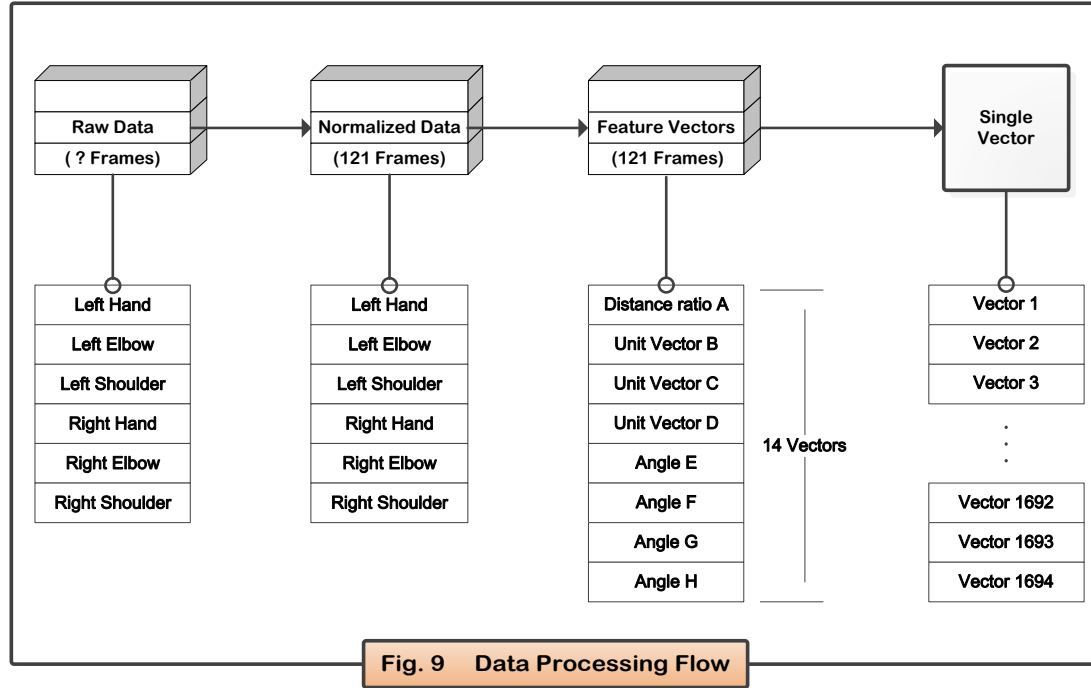 Raw Data
( ? Frames)
Normalized Data
(121 Frames)
Feature Vectors
(121 Frames)
Single
Vector
Left Hand
Left Elbow
Left Shoulder
Right Hand
Right Elbow
Right Shoulder
Left Hand
Left Elbow
Left Shoulder
Right Hand
Right Elbow
Right Shoulder
Distance ratio A
Unit Vector B
Unit Vector C
Unit Vector D
Angle E
Angle F
Angle G
Angle H
14 Vectors
Vector 1
Vector 2
Vector 3
.
.
.
Vector 1692
Vector 1693
Vector 1694
Fig. 9 Data Processing Flow